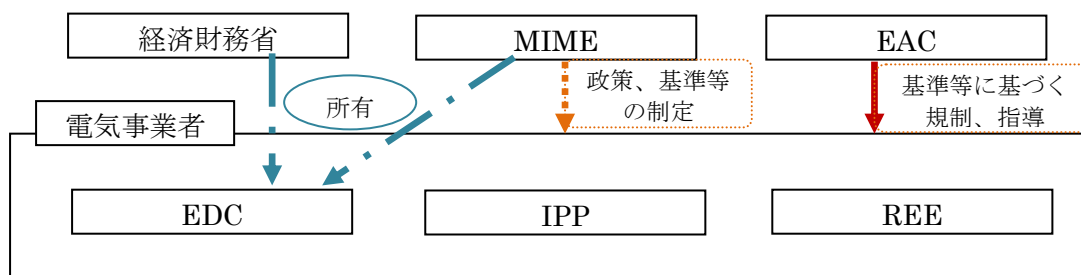 経済財務省
MIME
EAC
所有
政策、基準等
の制定
基準等に基づく
規制、指導
電気事業者
EDC
IPP
REE